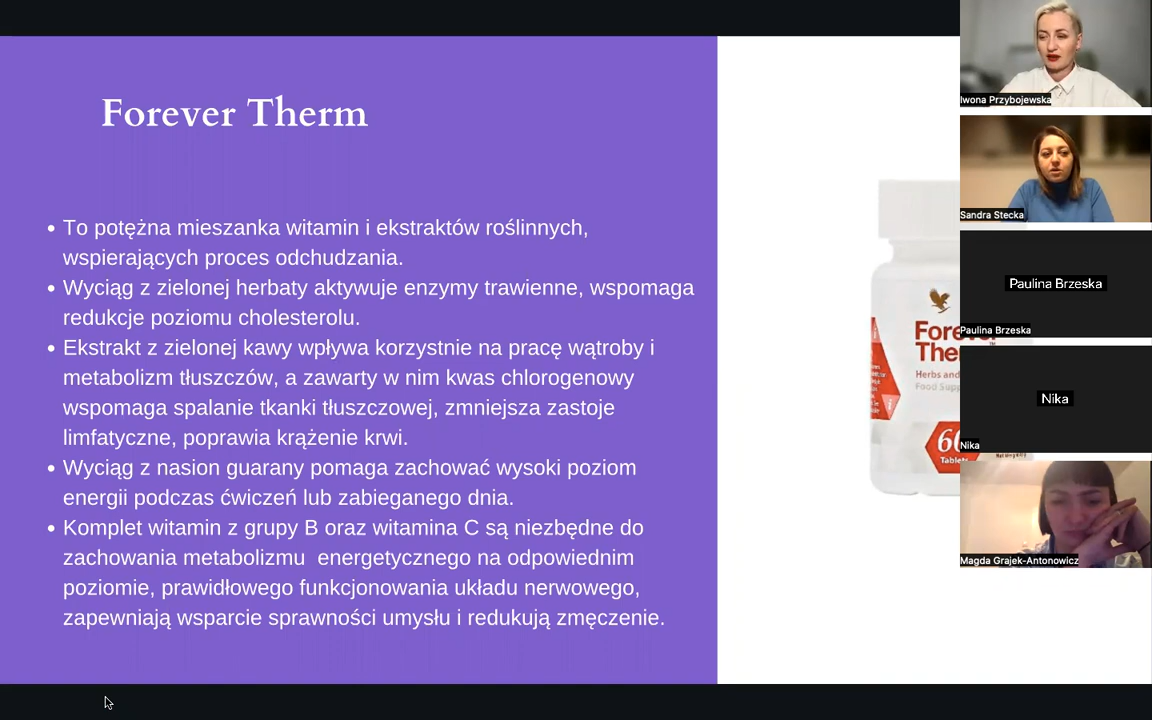 Forever Therm
• To potężna mieszanka witamin i ekstraktów roślinnych,
wspierających proces odchudzania.
• Wyciąg z zielonej herbaty aktywuje enzymy trawienne, wspomaga
redukcje poziomu cholesterolu.
• Ekstrakt z zielonej kawy wpływa korzystnie na pracę wątroby i
metabolizm tłuszczów, a zawarty w nim kwas chlorogenowy
wspomaga spalanie tkanki tłuszczowej, zmniejsza zastoje
limfatyczne, poprawia krążenie krwi.
• Wyciąg z nasion guarany pomaga zachować wysoki poziom
energii podczas ćwiczeń lub zabieganego dnia.
• Komplet witamin z grupy B oraz witamina C są niezbędne do
zachowania metabolizmu  energetycznego na odpowiednim
poziomie, prawidłowego funkcjonowania układu nerwowego,
zapewniają wsparcie sprawności umysłu i redukują zmęczenie.
Herbs and
Food
Tablets
Iwona Przybojewska
Sandra Stecka
Paulina Brzeska
Paulina Brzeska
Nika
Nika
Magda Grajek-Antonowicz